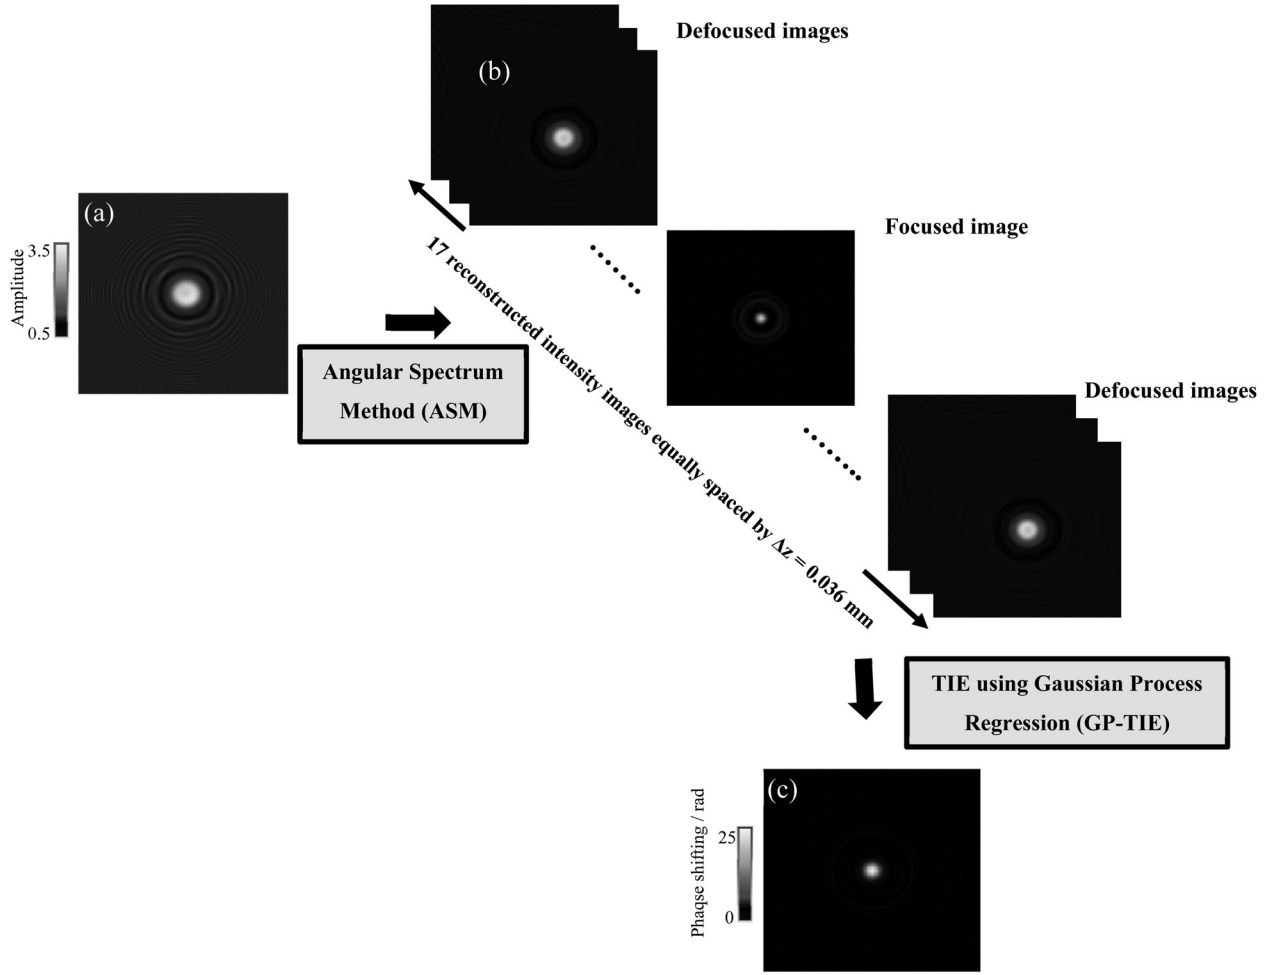 Defocused images
(b)
(a)
Amplitude
3.5
0.5
Focused image
17 reconstructed intensity images equally spaced by Δz = 0.036 mm
Angular Spectrum
Method (ASM)
Defocused images
TIE using Gaussian Process
Regression (GP-TIE)
(c)
Phaqse shifting / rad
25
0